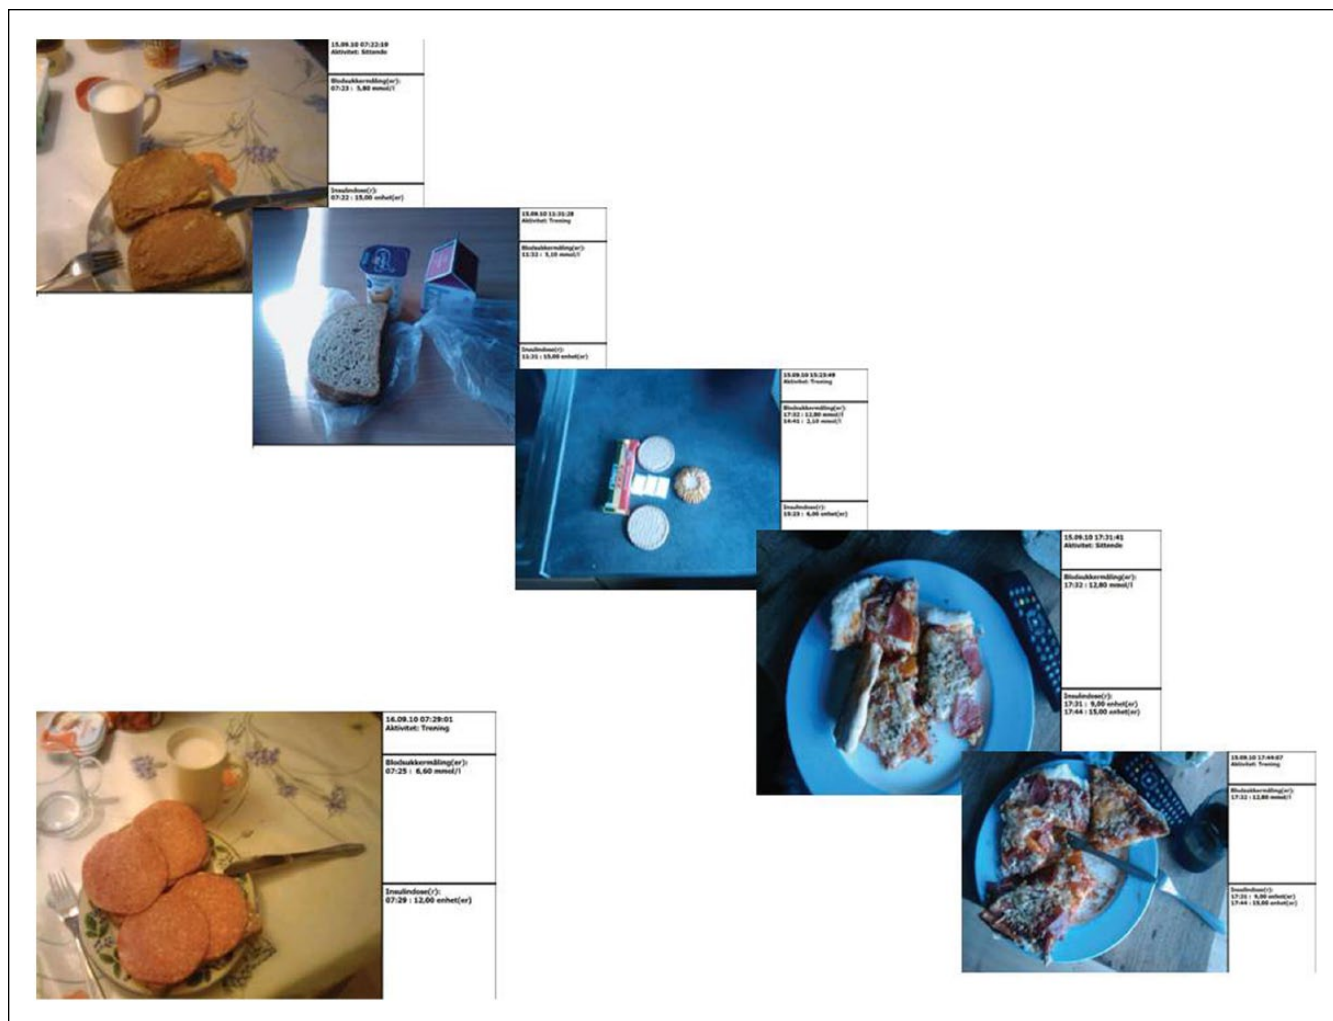 15.09.10 07:22:19
Aktivitet: Sittende
Blodsukkermåling(er):
07:23 : 5,80 mmol/l
Insulindose(r):
07:22 : 15,00 enhet(er)
15.09.10 11:31:28
Aktivitet: Trening
Blodsukkermåling(er):
11:32 : 5,10 mmol/l
Insulindose(r):
11:31 : 15,00 enhet(er)
15.09.10 15:23:49
Aktivitet: Trening
Blodsukkermåling(er):
17:32 : 12,80 mmol/l
14:41 : 2,10 mmol/l
Insulindose(r):
15:23 : 6,00 enhet(er)
15.09.10 17:31:41
Aktivitet: Sittende
Blodsukkermåling(er):
17:32 : 12,80 mmol/l
Insulindose(r):
17:31 : 9,00 enhet(er)
17:44 : 15,00 enhet(er)
15.09.10 17:44:07
Aktivitet: Trening
Blodsukkermåling(er):
17:32 : 12,80 mmol/l
Insulindose(r):
17:31 : 9,00 enhet(er)
17:44 : 15,00 enhet(er)
16.09.10 07:29:01
Aktivitet: Trening
Blodsukkermåling(er):
07:25 : 6,60 mmol/l
Insulindose(r):
07:29 : 12,00 enhet(er)